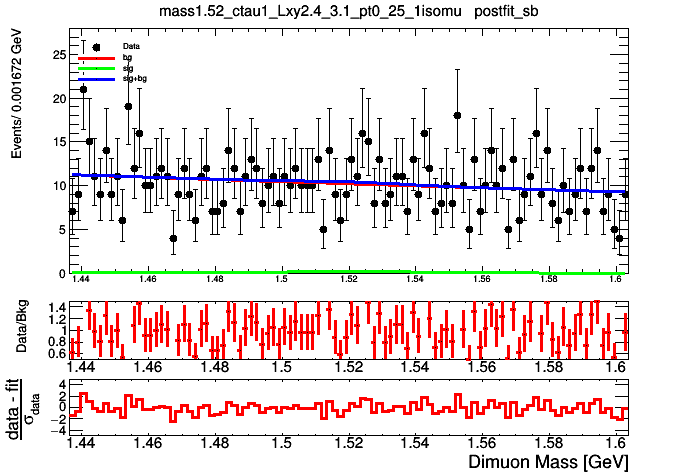 mass1.52_ctau1_Lxy2.4_3.1_pt0_25_1isomu postfit_sb
Events/ 0.001672 GeV
25
20
15
10
5
0
Data
bg
sig
sig+bg
1.44 1.46 1.48 1.5 1.52 1.54 1.56 1.58 1.6
Data/Bkg
1.4
1.2
1
0.8
0.6
1.44 1.46 1.48 1.5 1.52 1.54 1.56 1.58 1.6
data - fit
σdata
4
2
0
−2
−4
1.44 1.46 1.48 1.5 1.52 1.54 1.56 1.58 1.6
Dimuon Mass [GeV]